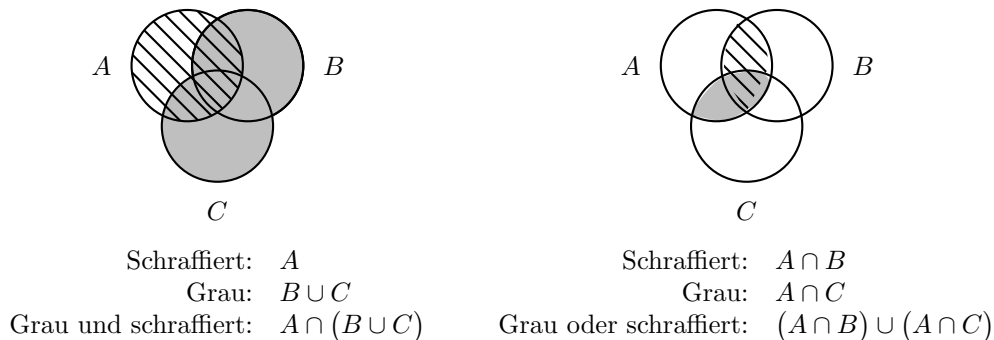 A B A B
C C
Schraffiert: A Schraffiert: A ∩ B
Grau: B ∪ C Grau: A ∩ C
Grau und schraffiert: A ∩ (B ∪ C) Grau oder schraffiert: (A ∩ B) ∪ (A ∩ C)